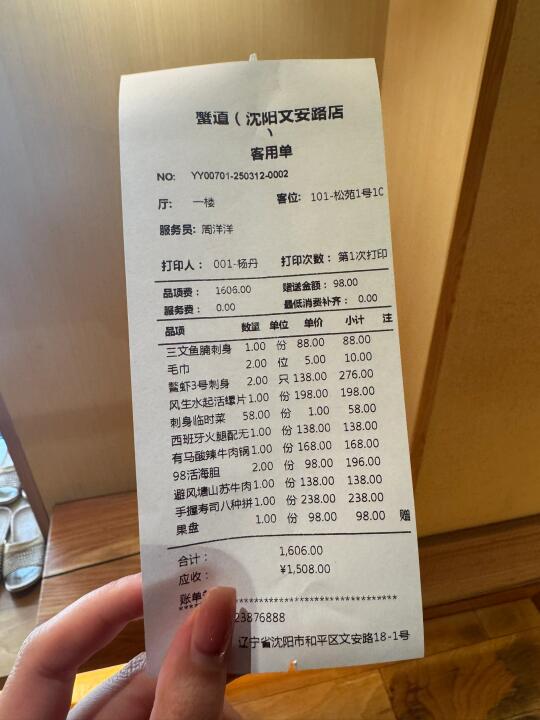 蟹道（沈阳文安路店
）
客用单
NO: YY00701-250312-0002
厅: 一楼 客位: 101-松苑1号1C
服务员: 周洋洋
打印人: 001-杨丹 打印次数: 第1次打印
品项费: 1606.00 赠送金额: 98.00
服务费: 0.00 最低消费补齐: 0.00
品项 数量 单位 单价 小计 注
三文鱼腩刺身 1.00 份 88.00 88.00
毛巾 2.00 位 5.00 10.00
鳌虾3号刺身 2.00 只 138.00 276.00
风生水起活螺片 1.00 份 198.00 198.00
刺身临时菜 58.00 份 1.00 58.00
西班牙火腿配无 1.00 份 138.00 138.00
有马酸辣牛肉锅 1.00 份 168.00 168.00
98活海胆 2.00 份 98.00 196.00
避风塘山苏牛肉 1.00 份 138.00 138.00
手握寿司八种拼 1.00 份 238.00 238.00
果盘 1.00 份 98.00 98.00 赠
合计: 1,606.00
应收: ¥1,508.00
账单
23876888
辽宁省沈阳市和平区文安路18-1号